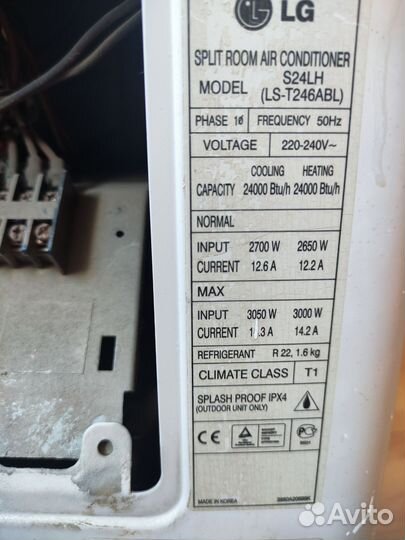 LG
SPLIT ROOM AIR CONDITIONER
MODEL S24LH
(LS-T246ABL)
PHASE 1ø FREQUENCY 50Hz
VOLTAGE 220-240V~
COOLING HEATING
CAPACITY 24000 Btu/h 24000 Btu/h
NORMAL
INPUT 2700 W 2650 W
CURRENT 12.6 A 12.2 A
MAX
INPUT 3050 W 3000 W
CURRENT 14.3 A 14.2 A
REFRIGERANT R 22, 1.6 kg
CLIMATE CLASS T1
SPLASH PROOF IPX4
(OUTDOOR UNIT ONLY)
CE
MADE IN KOREA
Avito